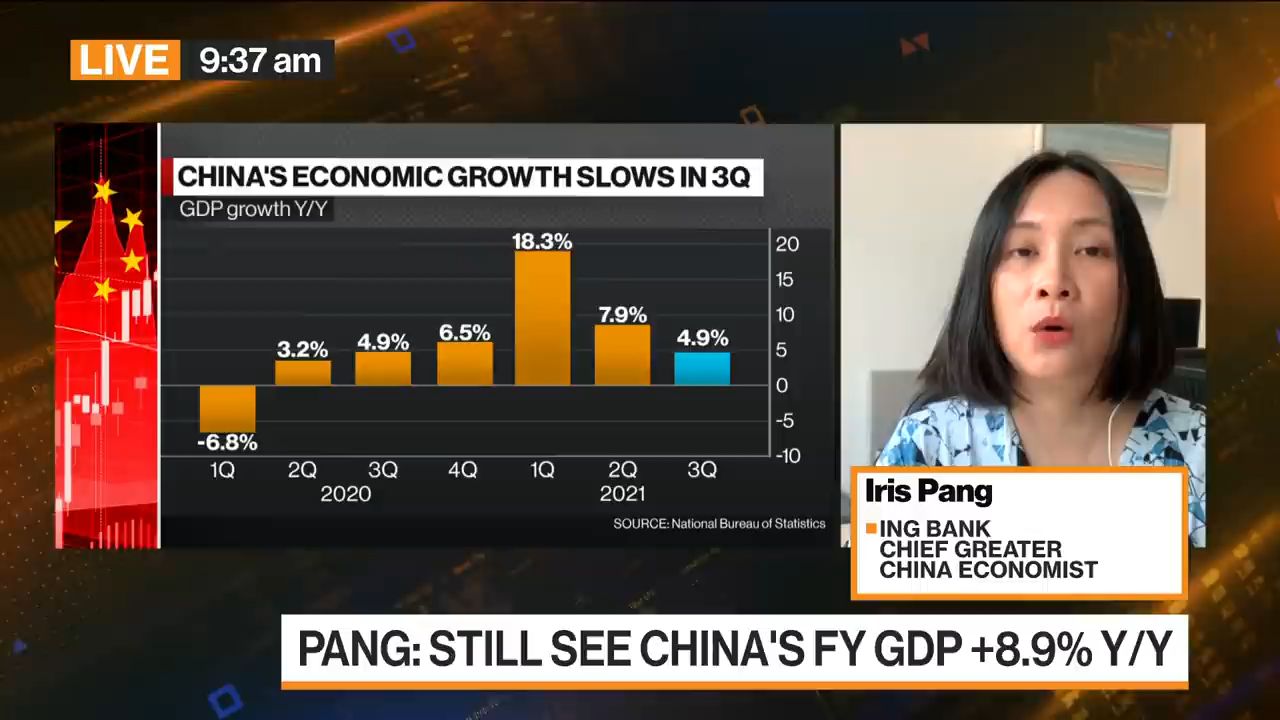 LIVE 9:37 am
CHINA'S ECONOMIC GROWTH SLOWS IN 3Q
GDP growth Y/Y
20
15
10
5
0
-5
-10
-6.8%
3.2%
4.9%
6.5%
18.3%
7.9%
4.9%
1Q 2Q 3Q 4Q 1Q 2Q 3Q
2020 2021
SOURCE: National Bureau of Statistics
Iris Pang
ING BANK
CHIEF GREATER
CHINA ECONOMIST
PANG: STILL SEE CHINA'S FY GDP +8.9% Y/Y